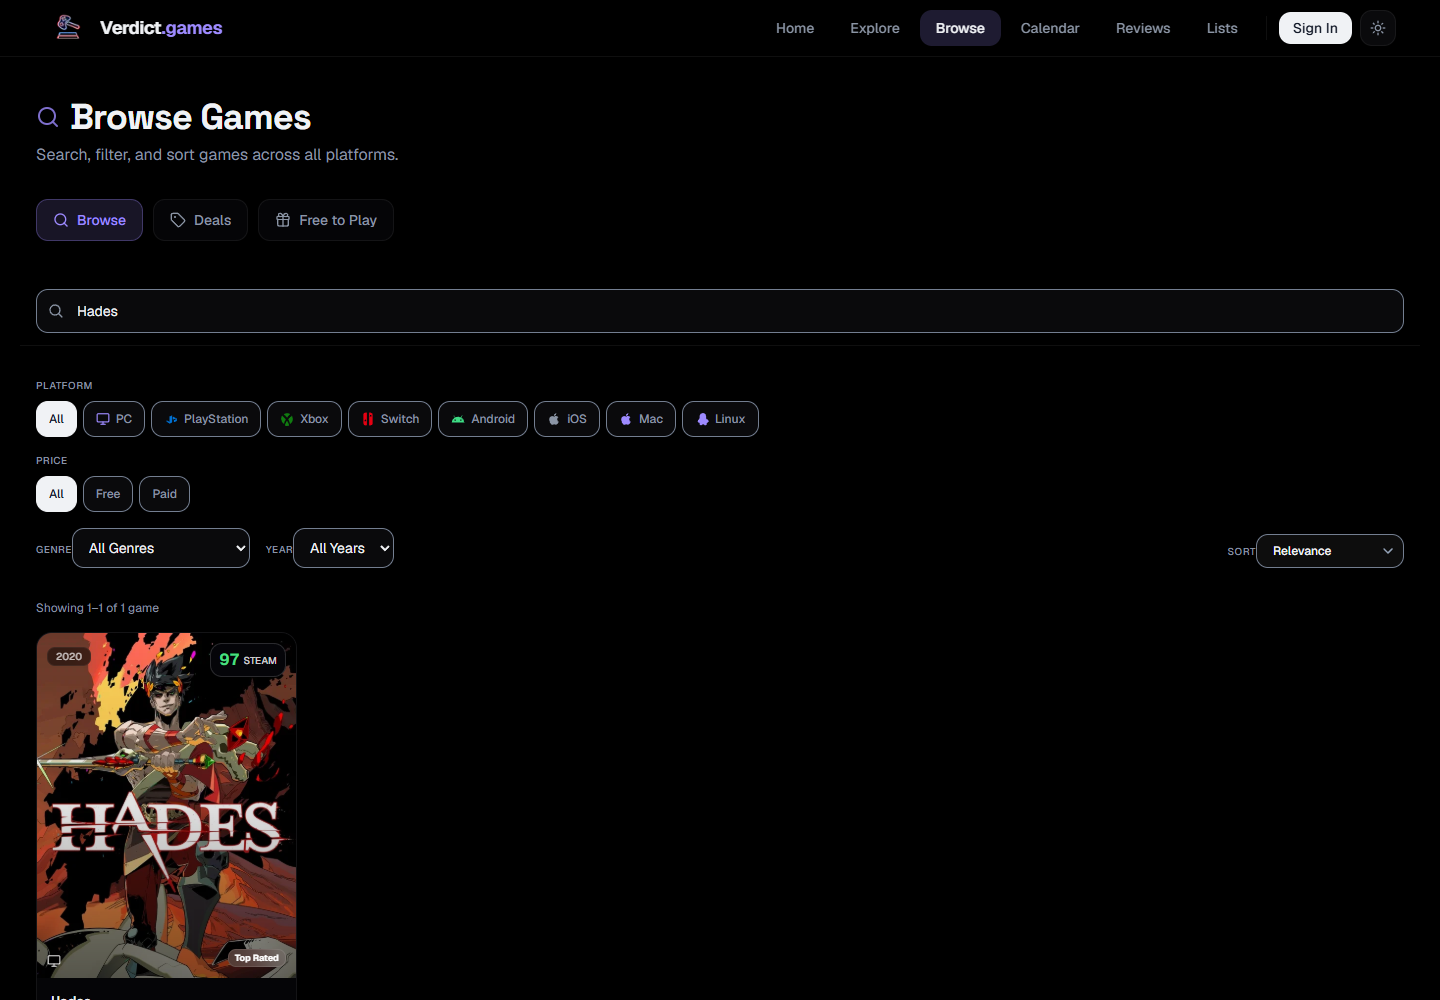 Verdict.games
Home
Explore
Browse
Calendar
Reviews
Lists
Sign In
Browse Games
Search, filter, and sort games across all platforms.
Browse
Deals
Free to Play
Hades
PLATFORM
All
PC
PlayStation
Xbox
Switch
Android
iOS
Mac
Linux
PRICE
All
Free
Paid
GENRE
All Genres
YEAR
All Years
SORT
Relevance
Showing 1–1 of 1 game
2020
97 STEAM
HADES
Top Rated
Hades